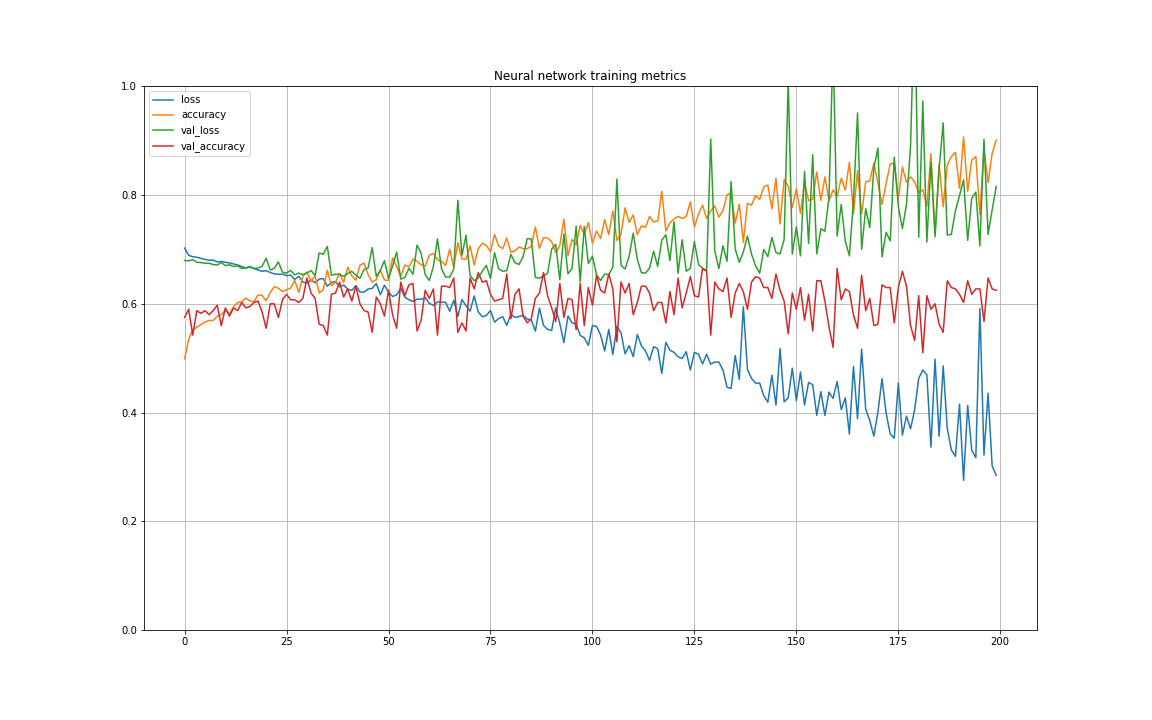 Neural network training metrics
1.0
0.8
0.6
0.4
0.2
0.0
loss
accuracy
val_loss
val_accuracy
0 25 50 75 100 125 150 175 200